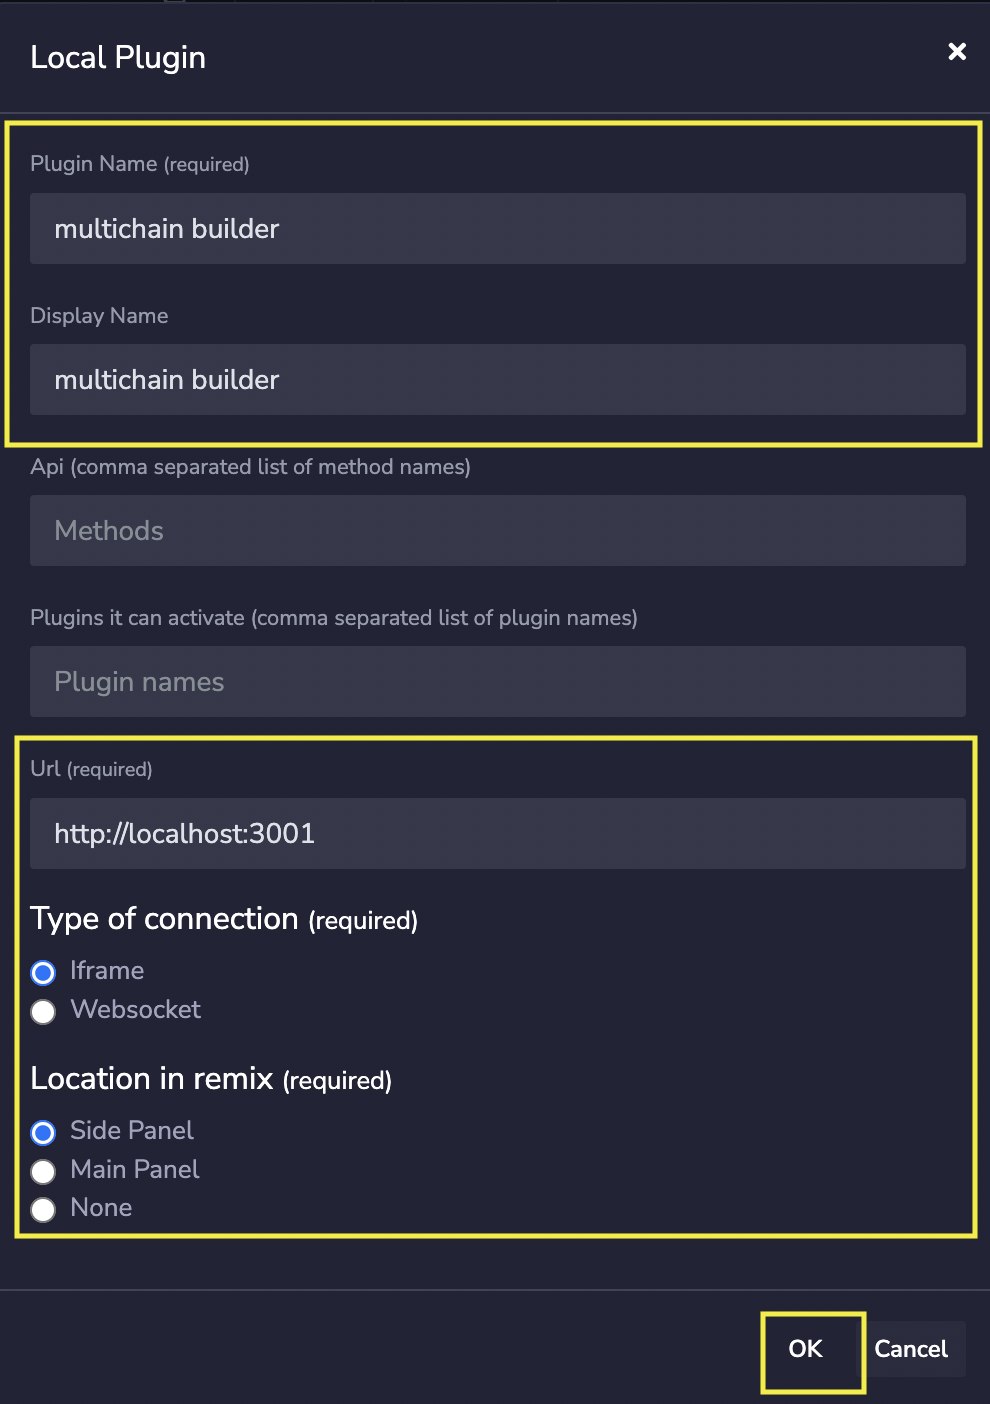 Local Plugin
Plugin Name (required)
multichain builder
Display Name
multichain builder
Api (comma separated list of method names)
Methods
Plugins it can activate (comma separated list of plugin names)
Plugin names
Url (required)
http://localhost:3001
Type of connection (required)
Iframe
Websocket
Location in remix (required)
Side Panel
Main Panel
None
OK Cancel